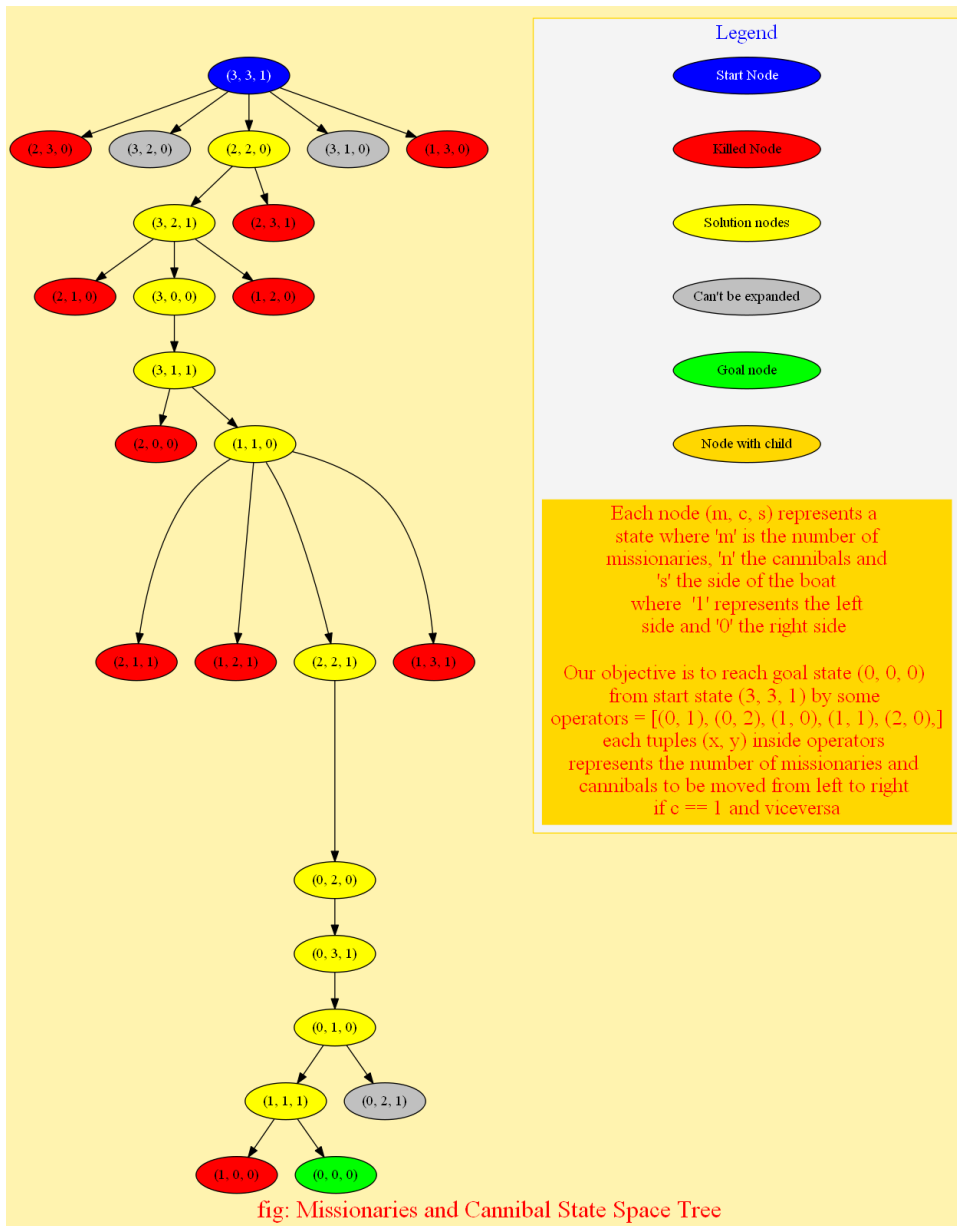 Legend
(3, 3, 1)
Start Node
(2, 3, 0)
(3, 2, 0)
(2, 2, 0)
(3, 1, 0)
(1, 3, 0)
Killed Node
(3, 2, 1)
(2, 3, 1)
Solution nodes
(2, 1, 0)
(3, 0, 0)
(1, 2, 0)
Can't be expanded
(3, 1, 1)
Goal node
(2, 0, 0)
(1, 1, 0)
Node with child
Each node (m, c, s) represents a
state where 'm' is the number of
missionaries, 'n' the cannibals and
's' the side of the boat
where '1' represents the left
side and '0' the right side
Our objective is to reach goal state (0, 0, 0)
from start state (3, 3, 1) by some
operators = [(0, 1), (0, 2), (1, 0), (1, 1), (2, 0),]
each tuples (x, y) inside operators
represents the number of missionaries and
cannibals to be moved from left to right
if c == 1 and viceversa
(2, 1, 1)
(1, 2, 1)
(2, 2, 1)
(1, 3, 1)
(0, 2, 0)
(0, 3, 1)
(0, 1, 0)
(1, 1, 1)
(0, 2, 1)
(1, 0, 0)
(0, 0, 0)
fig: Missionaries and Cannibal State Space Tree